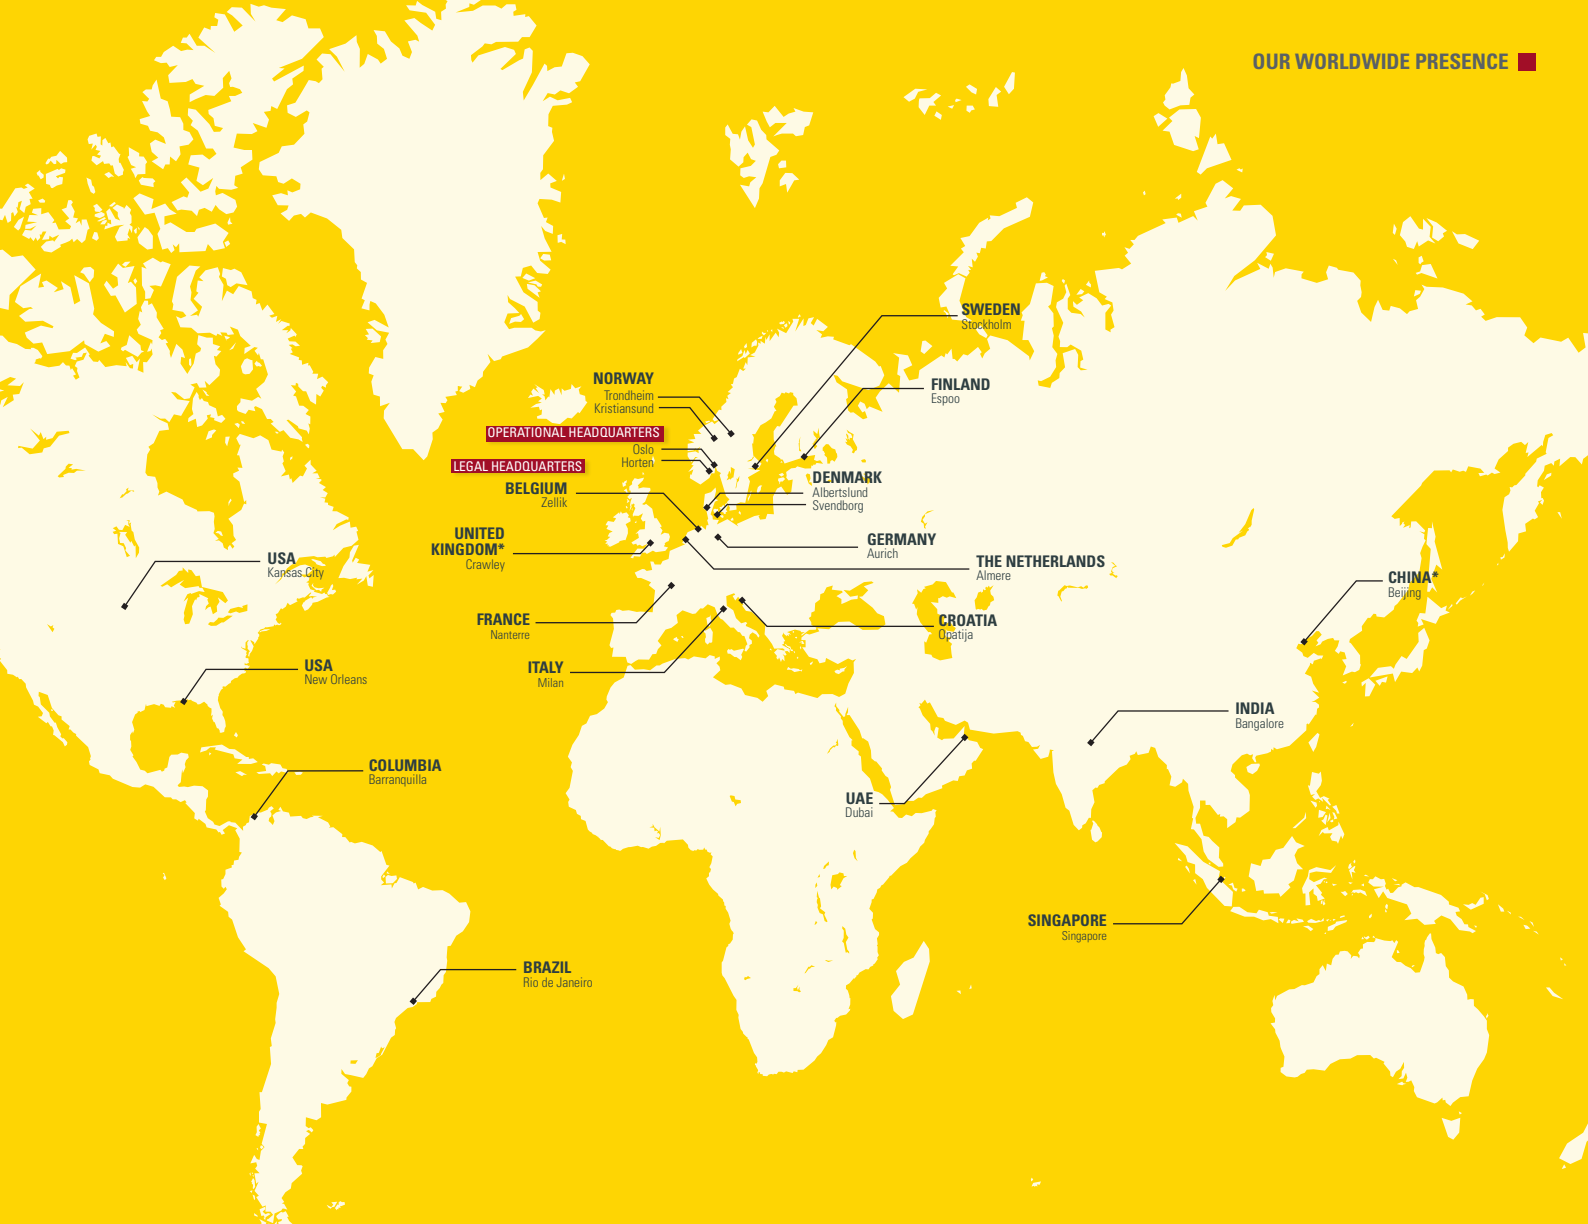 OUR WORLDWIDE PRESENCE
SWEDEN
Stockholm
NORWAY
Trondheim
Kristiansund
FINLAND
Espoo
OPERATIONAL HEADQUARTERS
Oslo
LEGAL HEADQUARTERS
Horten
DENMARK
Albertslund
Svendborg
BELGIUM
Zellik
UNITED
KINGDOM*
Crawley
GERMANY
Aurich
THE NETHERLANDS
Almere
USA
Kansas City
CHINA*
Beijing
FRANCE
Nanterre
CROATIA
Opatija
ITALY
Milan
USA
New Orleans
INDIA
Bangalore
COLUMBIA
Barranquilla
UAE
Dubai
SINGAPORE
Singapore
BRAZIL
Rio de Janeiro